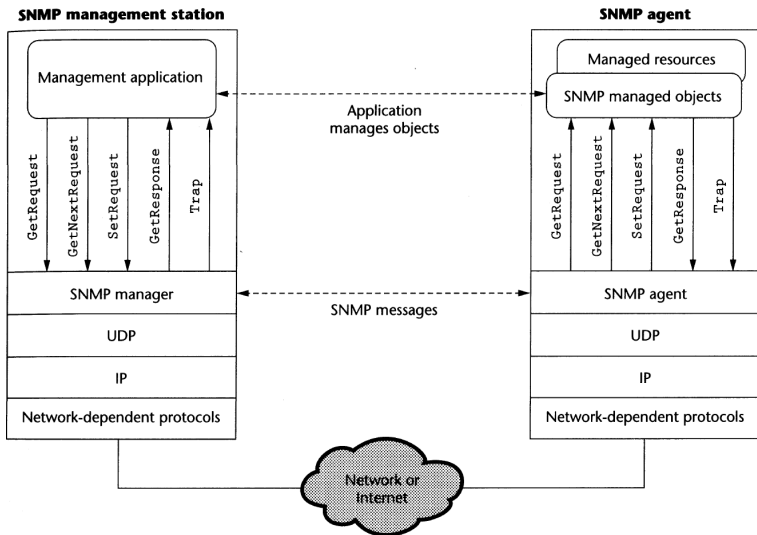 SNMP management station
Management application
GetRequest
GetNextRequest
SetRequest
GetResponse
Trap
SNMP manager
UDP
IP
Network-dependent protocols
Application
manages objects
SNMP messages
Network or
Internet
SNMP agent
Managed resources
SNMP managed objects
GetRequest
GetNextRequest
SetRequest
GetResponse
Trap
SNMP agent
UDP
IP
Network-dependent protocols